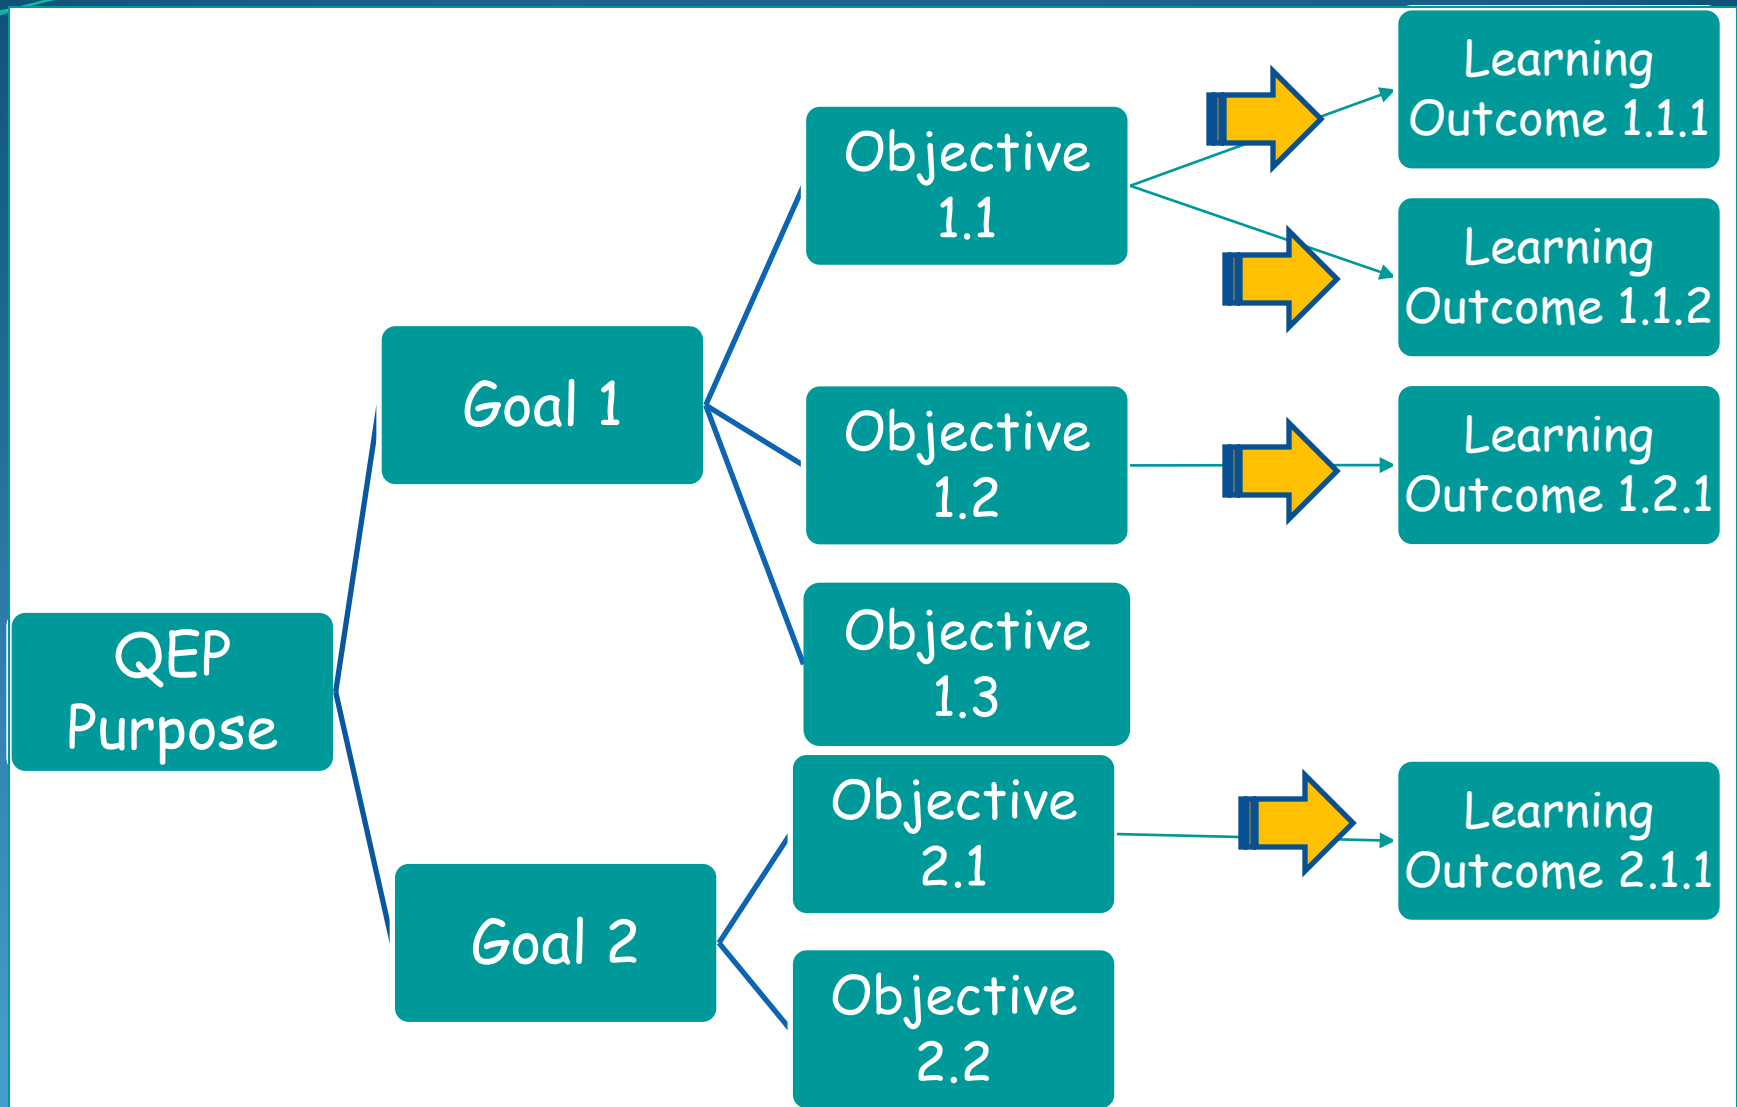 QEP
Purpose
Goal 1
Objective
1.1
Learning
Outcome 1.1.1
Learning
Outcome 1.1.2
Objective
1.2
Learning
Outcome 1.2.1
Objective
1.3
Goal 2
Objective
2.1
Learning
Outcome 2.1.1
Objective
2.2